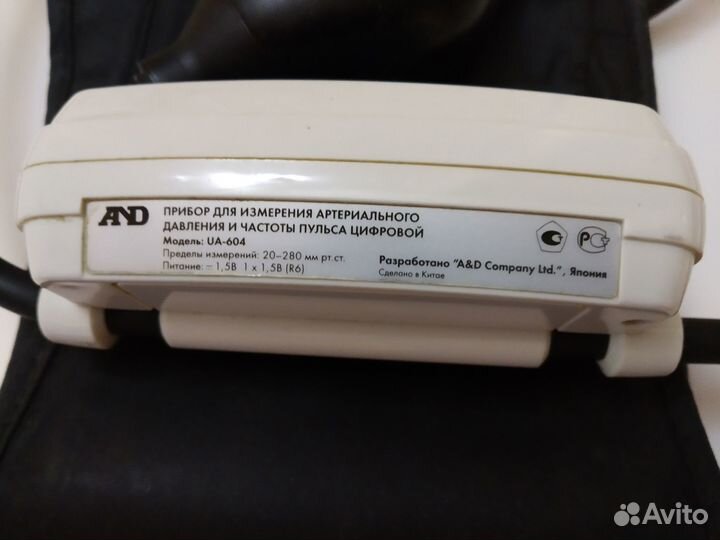 AND
ПРИБОР ДЛЯ ИЗМЕРЕНИЯ АРТЕРИАЛЬНОГО
ДАВЛЕНИЯ И ЧАСТОТЫ ПУЛЬСА ЦИФРОВОЙ
Модель: UA-604
Пределы измерений: 20-280 мм рт.ст.
Питание: = 1,5В 1 x 1,5В (R6)
Разработано "A&D Company Ltd.", Япония
Сделано в Китае
Avito